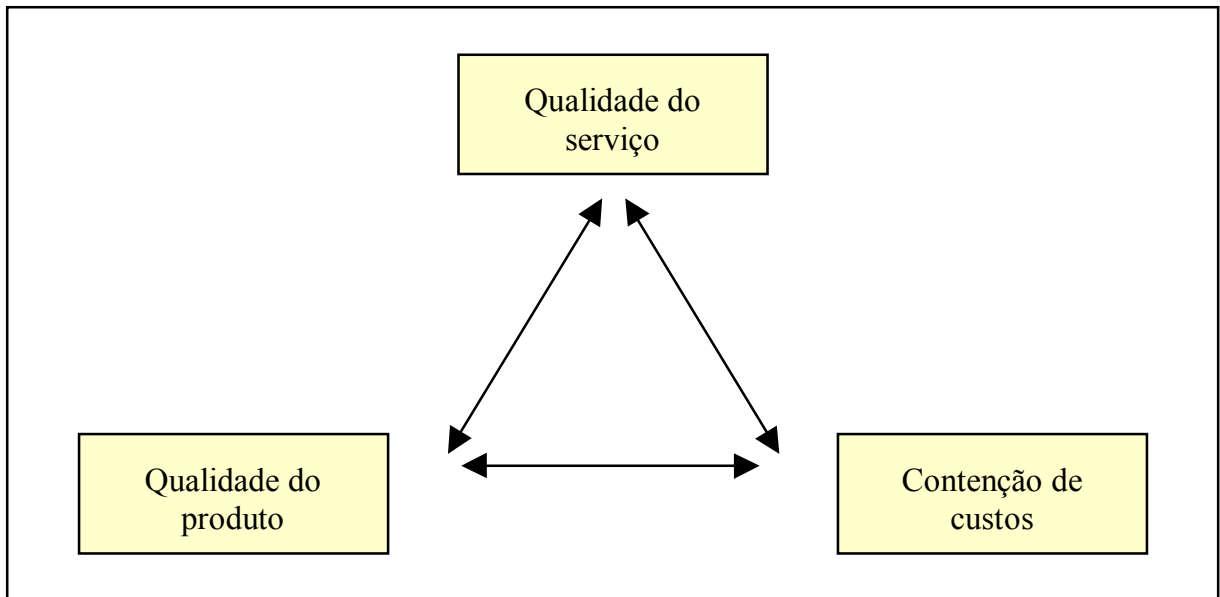 Qualidade do
serviço
Qualidade do
produto
Contenção de
custos